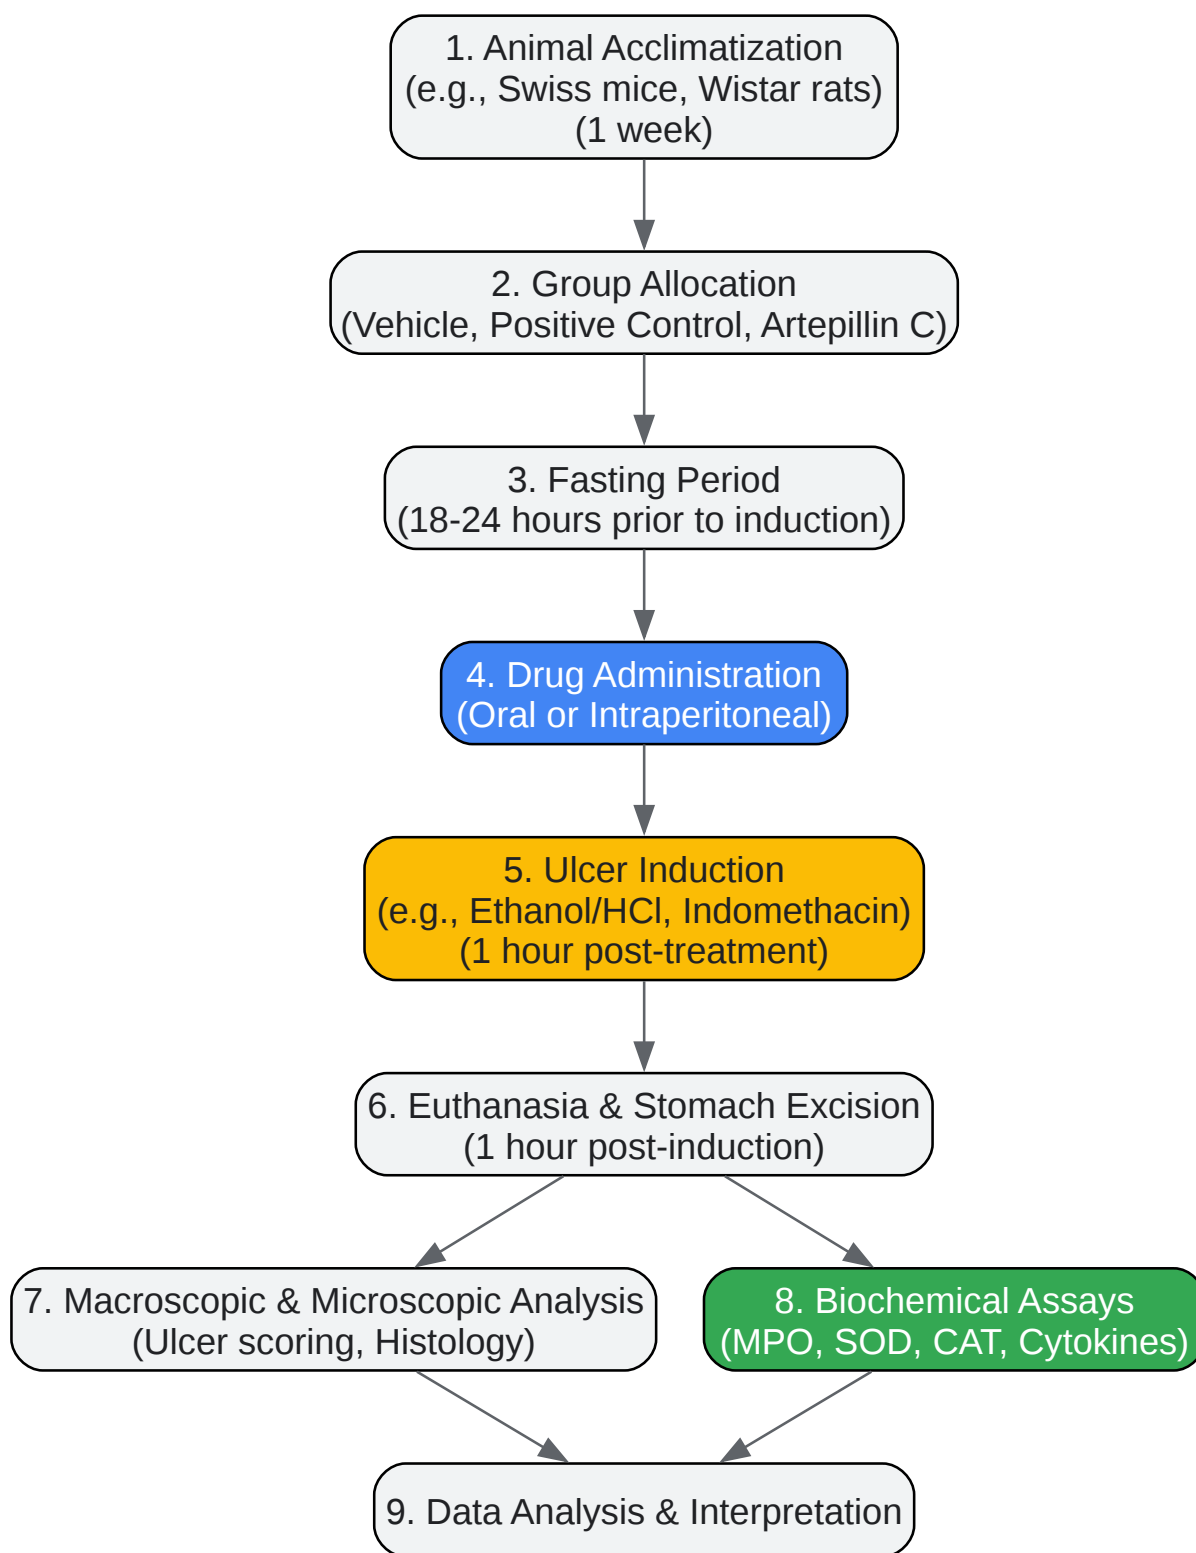 1. Animal Acclimatization
(e.g., Swiss mice, Wistar rats)
(1 week)
2. Group Allocation
(Vehicle, Positive Control, Artepillin C)
3. Fasting Period
(18-24 hours prior to induction)
4. Drug Administration
(Oral or Intraperitoneal)
5. Ulcer Induction
(e.g., Ethanol/HCl, Indomethacin)
(1 hour post-treatment)
6. Euthanasia & Stomach Excision
(1 hour post-induction)
7. Macroscopic & Microscopic Analysis
(Ulcer scoring, Histology)
8. Biochemical Assays
(MPO, SOD, CAT, Cytokines)
9. Data Analysis & Interpretation